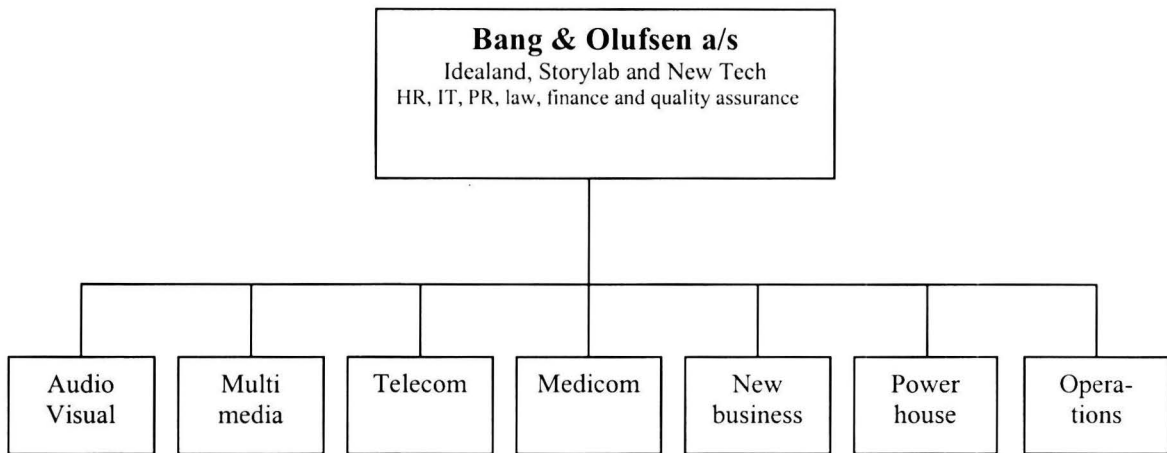 Bang & Olufsen a/s
Idealand, Storylab and New Tech
HR, IT, PR, law, finance and quality assurance
Audio
Visual
Multi
media
Telecom
Medicom
New
business
Power
house
Opera-
tions